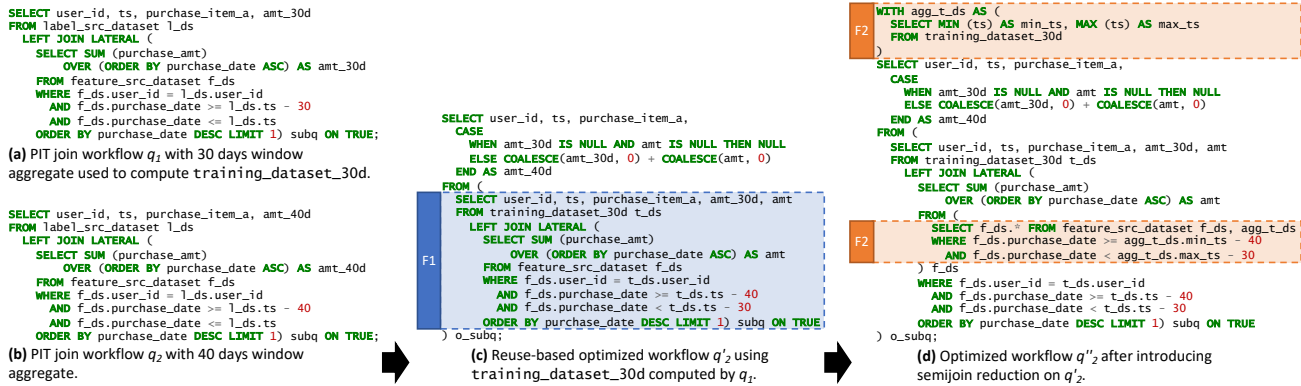 SELECT user_id, ts, purchase_item_a, amt_30d
FROM label_src_dataset l_ds
LEFT JOIN LATERAL (
SELECT SUM (purchase_amt)
OVER (ORDER BY purchase_date ASC) AS amt_30d
FROM feature_src_dataset f_ds
WHERE f_ds.user_id = l_ds.user_id
AND f_ds.purchase_date >= l_ds.ts - 30
AND f_ds.purchase_date <= l_ds.ts
ORDER BY purchase_date DESC LIMIT 1) subq ON TRUE;
(a) PIT join workflow q1 with 30 days window
aggregate used to compute training_dataset_30d.
SELECT user_id, ts, purchase_item_a, amt_40d
FROM label_src_dataset l_ds
LEFT JOIN LATERAL (
SELECT SUM (purchase_amt)
OVER (ORDER BY purchase_date ASC) AS amt_40d
FROM feature_src_dataset f_ds
WHERE f_ds.user_id = l_ds.user_id
AND f_ds.purchase_date >= l_ds.ts - 40
AND f_ds.purchase_date <= l_ds.ts
ORDER BY purchase_date DESC LIMIT 1) subq ON TRUE;
(b) PIT join workflow q2 with 40 days window
aggregate.
SELECT user_id, ts, purchase_item_a,
CASE
WHEN amt_30d IS NULL AND amt IS NULL THEN NULL
ELSE COALESCE(amt_30d, 0) + COALESCE(amt, 0)
END AS amt_40d
FROM (
F1
SELECT user_id, ts, purchase_item_a, amt_30d, amt
FROM training_dataset_30d t_ds
LEFT JOIN LATERAL (
SELECT SUM (purchase_amt)
OVER (ORDER BY purchase_date ASC) AS amt
FROM feature_src_dataset f_ds
WHERE f_ds.user_id = t_ds.user_id
AND f_ds.purchase_date >= t_ds.ts - 40
AND f_ds.purchase_date < t_ds.ts - 30
ORDER BY purchase_date DESC LIMIT 1) subq ON TRUE
) o_subq;
(c) Reuse-based optimized workflow q'2 using
training_dataset_30d computed by q1.
F2
WITH agg_t_ds AS (
SELECT MIN (ts) AS min_ts, MAX (ts) AS max_ts
FROM training_dataset_30d
)
SELECT user_id, ts, purchase_item_a,
CASE
WHEN amt_30d IS NULL AND amt IS NULL THEN NULL
ELSE COALESCE(amt_30d, 0) + COALESCE(amt, 0)
END AS amt_40d
FROM (
SELECT user_id, ts, purchase_item_a, amt_30d, amt
FROM training_dataset_30d t_ds
LEFT JOIN LATERAL (
SELECT SUM (purchase_amt)
OVER (ORDER BY purchase_date ASC) AS amt
FROM (
F2
SELECT f_ds.* FROM feature_src_dataset f_ds, agg_t_ds
WHERE f_ds.purchase_date >= agg_t_ds.min_ts - 40
AND f_ds.purchase_date < agg_t_ds.max_ts - 30
) f_ds
WHERE f_ds.user_id = t_ds.user_id
AND f_ds.purchase_date >= t_ds.ts - 40
AND f_ds.purchase_date < t_ds.ts - 30
ORDER BY purchase_date DESC LIMIT 1) subq ON TRUE
) o_subq;
(d) Optimized workflow q''2 after introducing
semijoin reduction on q'2.